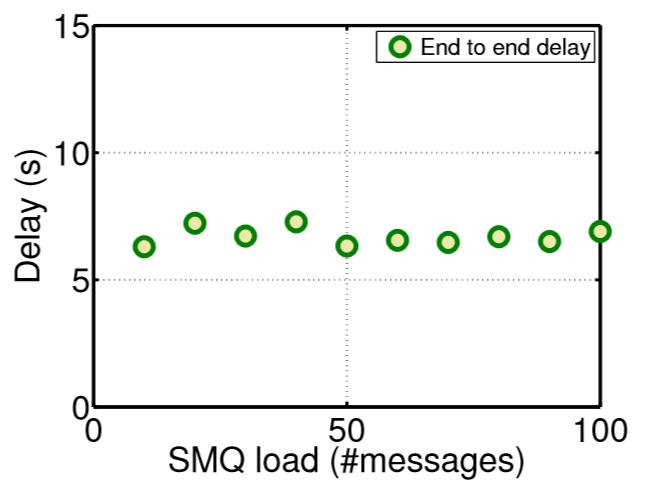 15
End to end delay
10
Delay (s)
5
0
0 50 100
SMQ load (#messages)